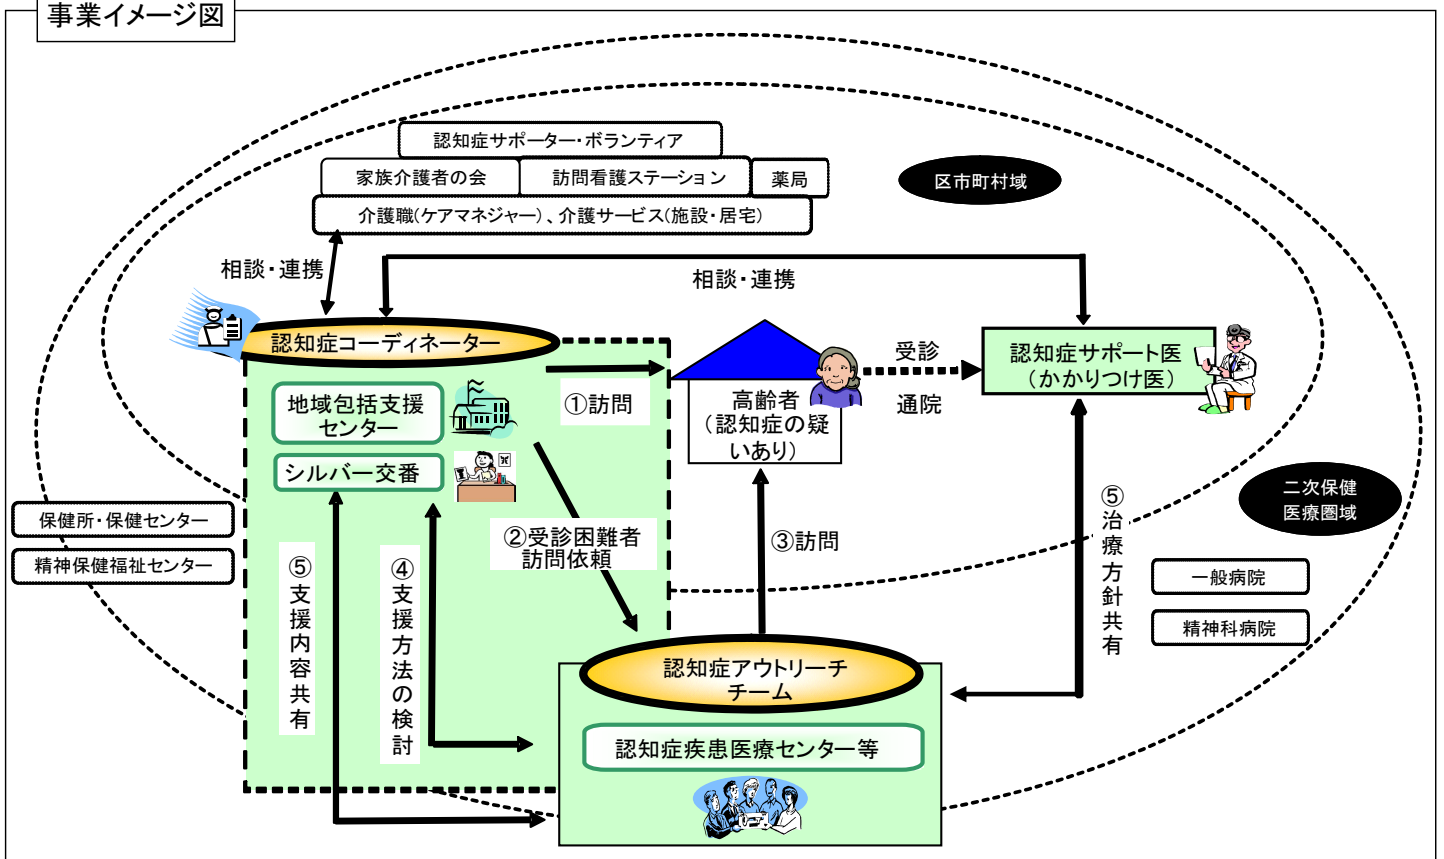 事業イメージ図
認知症サポーター・ボランティア
家族介護者の会
訪問看護ステーション
薬局
介護職(ケアマネジャー)、介護サービス(施設・居宅)
区市町村域
相談・連携
相談・連携
認知症コーディネーター
地域包括支援
センター
シルバー交番
①訪問
高齢者
(認知症の疑
いあり)
受診
通院
認知症サポート医
(かかりつけ医)
二次保健
医療圏域
保健所・保健センター
精神保健福祉センター
②受診困難者
訪問依頼
③訪問
⑤治療方針共有
一般病院
精神科病院
⑤支援内容共有
④支援方法の検討
認知症アウトリーチ
チーム
認知症疾患医療センター等